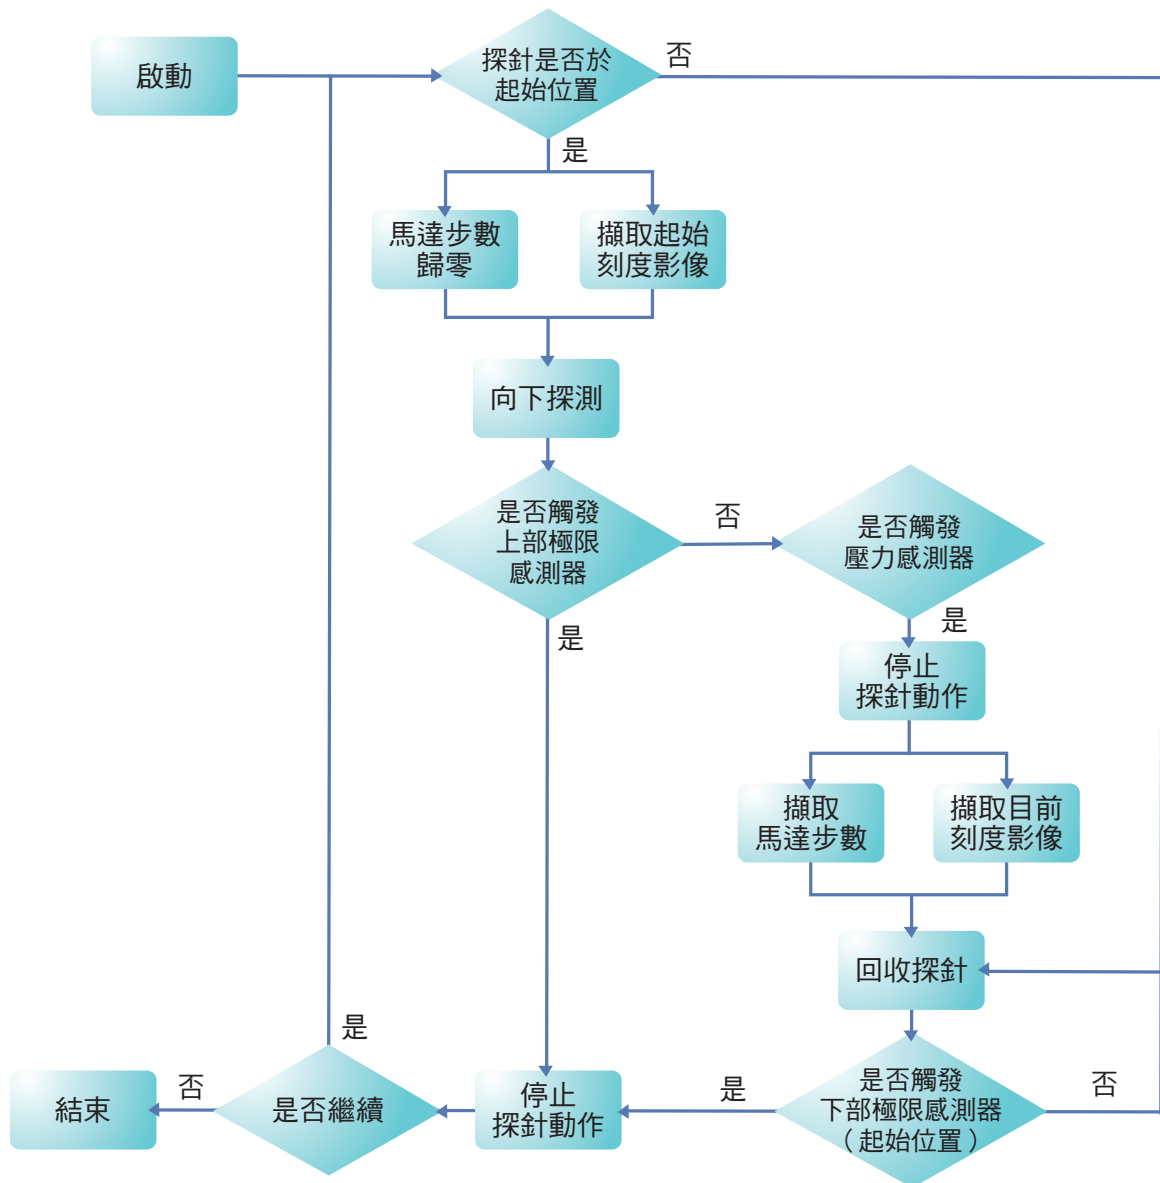 啟動
探針是否於
起始位置
否
是
馬達步數
歸零
擷取起始
刻度影像
向下探測
是否觸發
上部極限
感測器
否
是否觸發
壓力感測器
是
是
停止
探針動作
擷取
馬達步數
擷取目前
刻度影像
回收探針
是否觸發
下部極限感測器
（起始位置）
否
是
停止
探針動作
是否繼續
是
否
結束